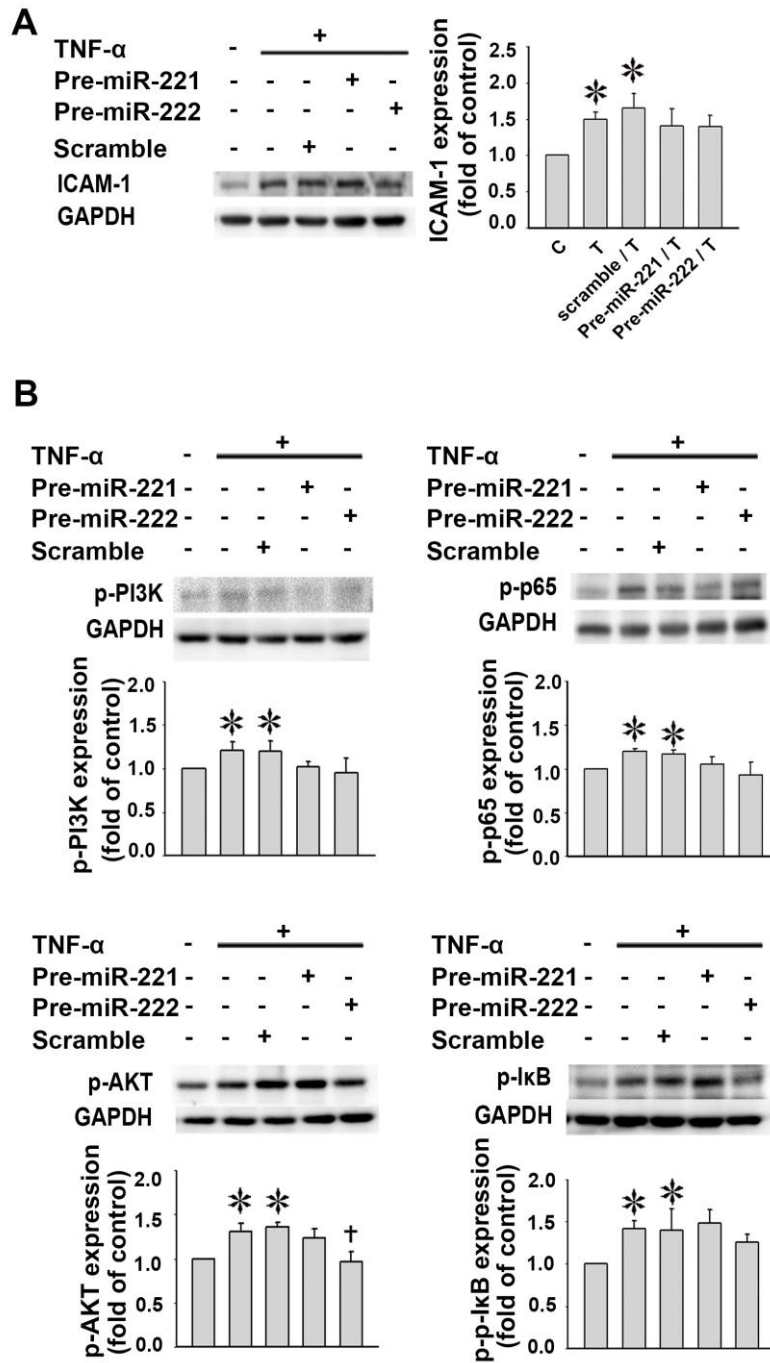 A
TNF-α - +
Pre-miR-221 - - - + -
Pre-miR-222 - - - - +
Scramble - - + - -
ICAM-1
GAPDH
ICAM-1 expression
(fold of control)
2.5
2.0
1.5
1.0
0.5
0.0
* *
C
T
scramble / T
Pre-miR-221 / T
Pre-miR-222 / T
B
TNF-α - +
Pre-miR-221 - - - + -
Pre-miR-222 - - - - +
Scramble - - + - -
p-PI3K
GAPDH
p-PI3K expression
(fold of control)
2.0
1.5
1.0
0.5
0.0
* *
TNF-α - +
Pre-miR-221 - - - + -
Pre-miR-222 - - - - +
Scramble - - + - -
p-p65
GAPDH
p-p65 expression
(fold of control)
2.0
1.5
1.0
0.5
0.0
* *
TNF-α - +
Pre-miR-221 - - - + -
Pre-miR-222 - - - - +
Scramble - - + - -
p-AKT
GAPDH
p-AKT expression
(fold of control)
2.0
1.5
1.0
0.5
0.0
* * †
TNF-α - +
Pre-miR-221 - - - + -
Pre-miR-222 - - - - +
Scramble - - + - -
p-IκB
GAPDH
p-p-IκB expression
(fold of control)
2.0
1.5
1.0
0.5
0.0
* *